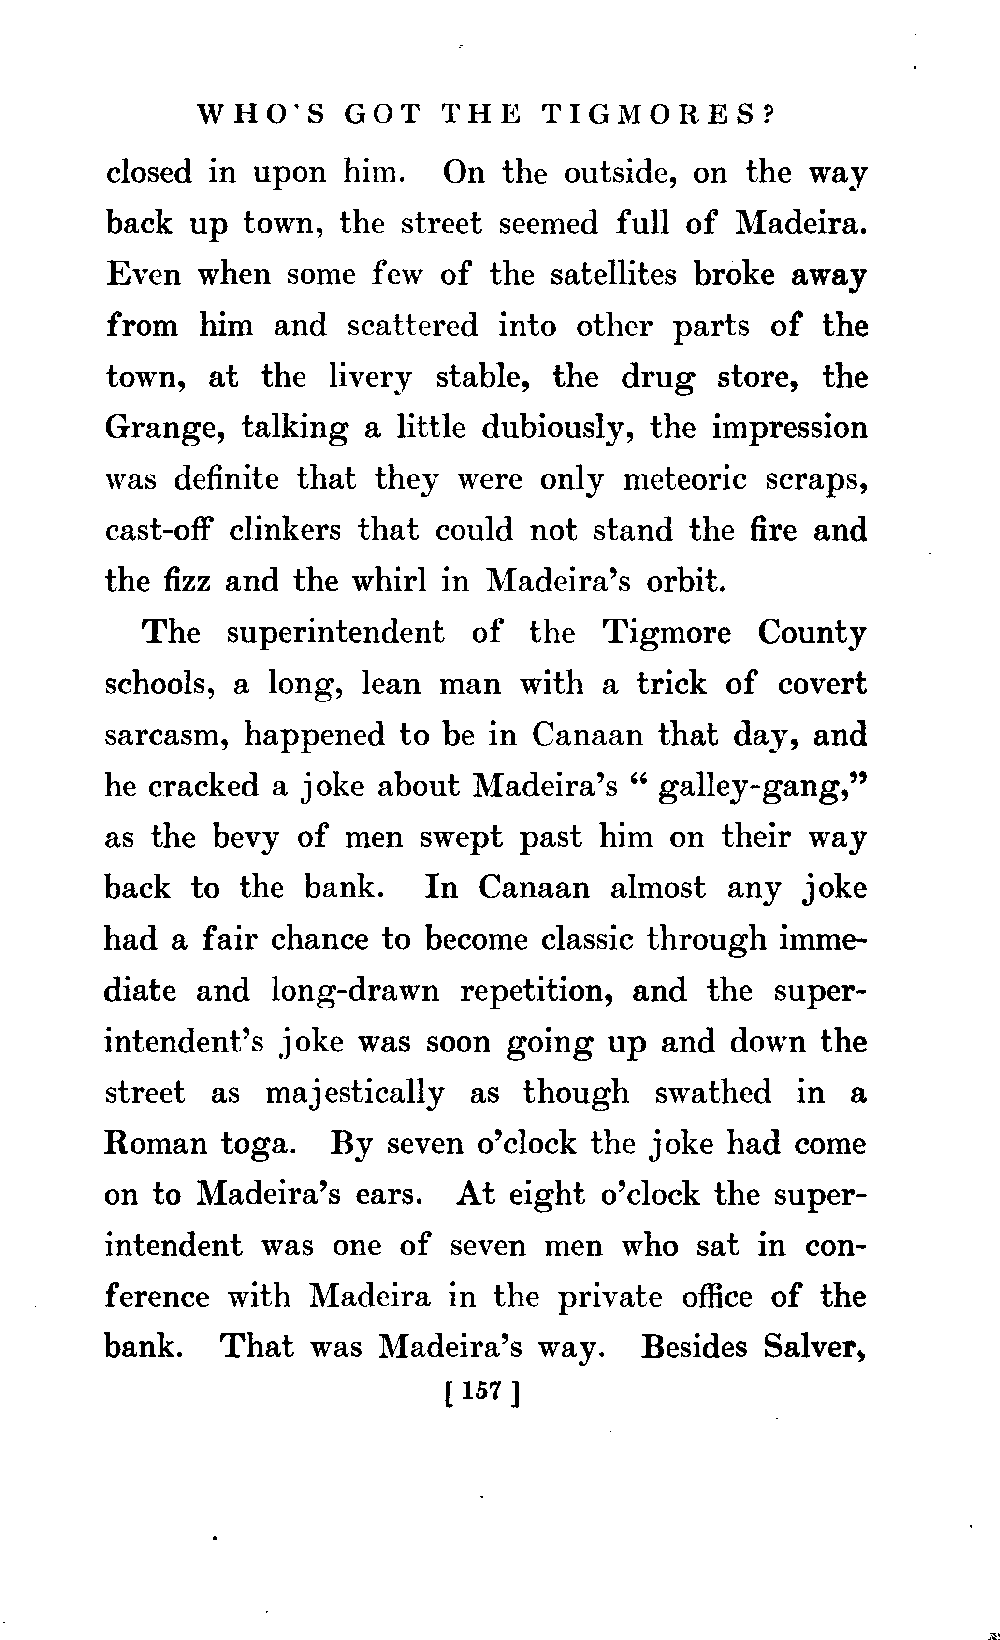 WHO'S GOT THE TIGMORES?
closed in upon him. On the outside, on the way
back up town, the street seemed full of Madeira.
Even when some few of the satellites broke away
from him and scattered into other parts of the
town, at the livery stable, the drug store, the
Grange, talking a little dubiously, the impression
was definite that they were only meteoric scraps,
cast-off clinkers that could not stand the fire and
the fizz and the whirl in Madeira's orbit.
The superintendent of the Tigmore County
schools, a long, lean man with a trick of covert
sarcasm, happened to be in Canaan that day, and
he cracked a joke about Madeira's “ galley-gang,”
as the bevy of men swept past him on their way
back to the bank. In Canaan almost any joke
had a fair chance to become classic through imme-
diate and long-drawn repetition, and the super-
intendent's joke was soon going up and down the
street as majestically as though swathed in a
Roman toga. By seven o'clock the joke had come
on to Madeira's ears. At eight o'clock the super-
intendent was one of seven men who sat in con-
ference with Madeira in the private office of the
bank. That was Madeira's way. Besides Salver,
[ 157 ]